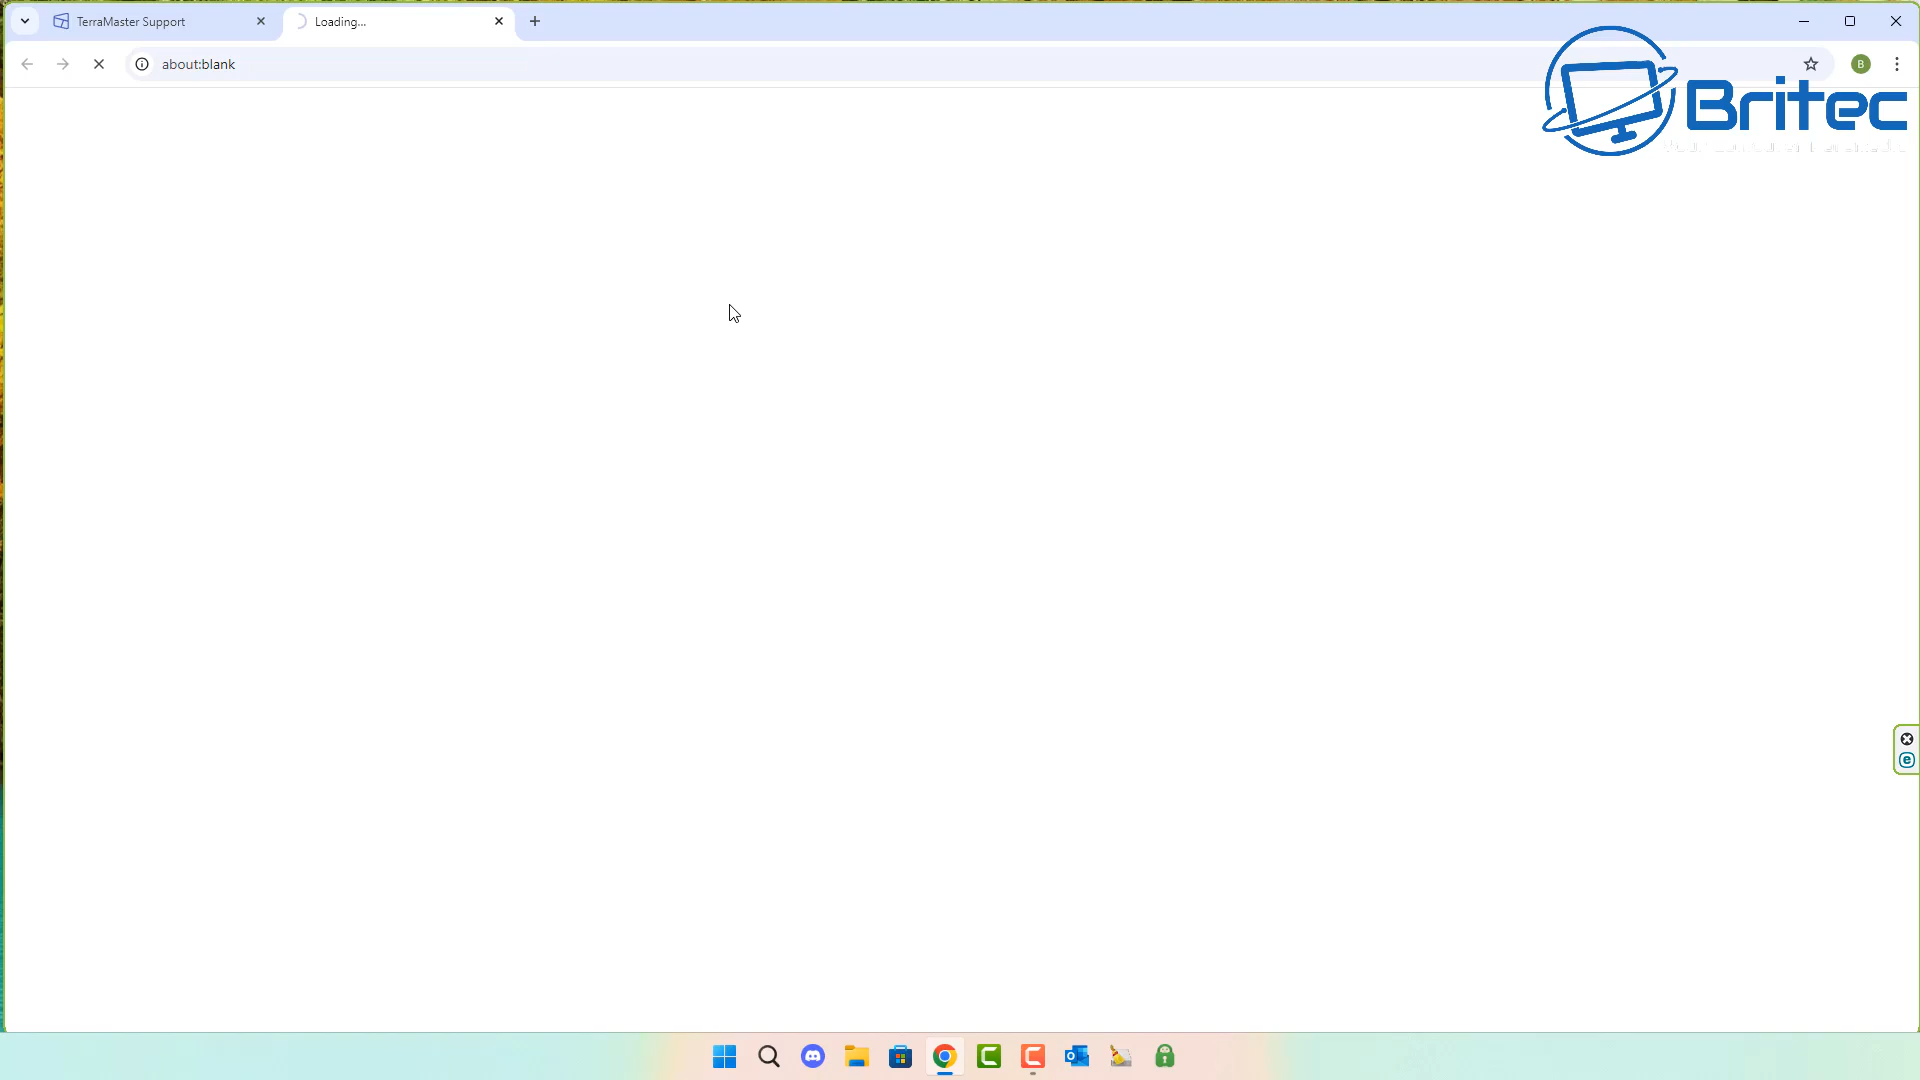 TerraMaster Support
Loading...
about:blank
B
Britec